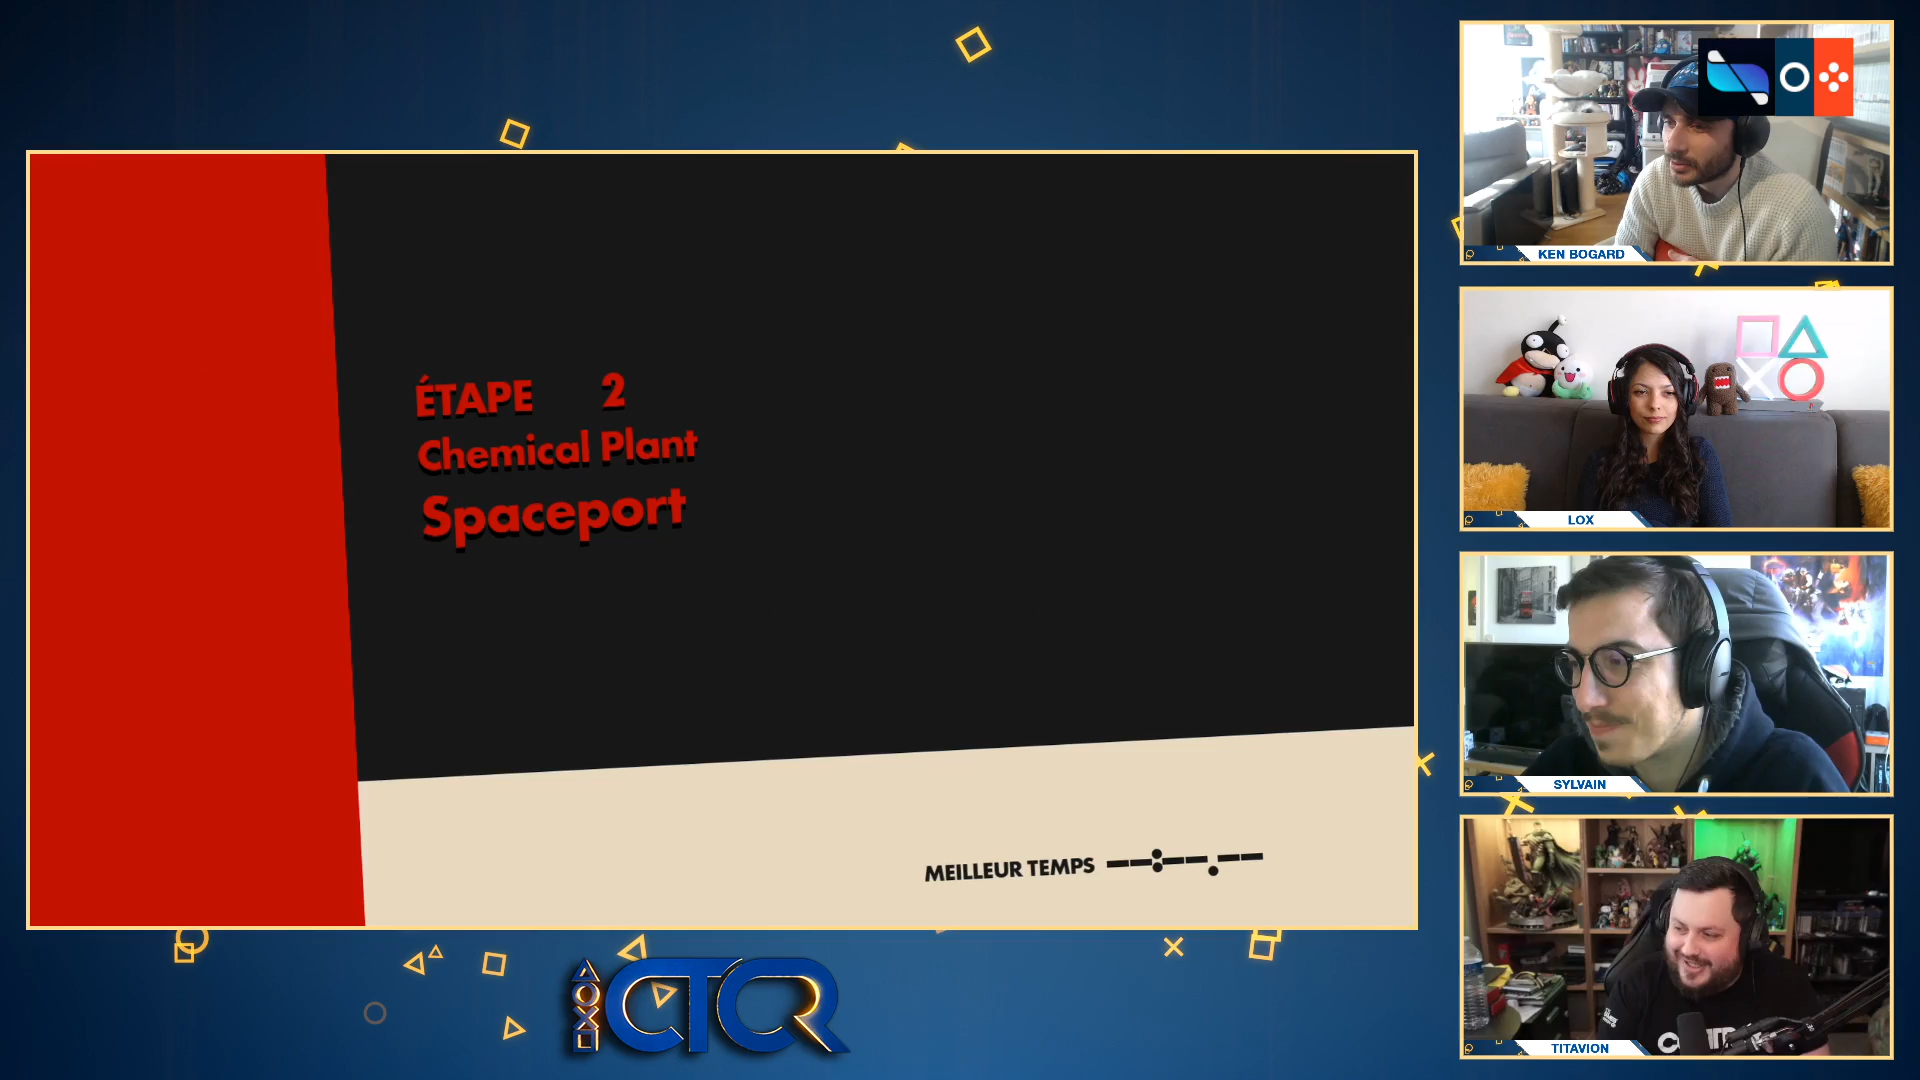 ÉTAPE 2
Chemical Plant
Spaceport
MEILLEUR TEMPS --:--.--
CTCR
KEN BOGARD
LOX
SYLVAIN
TITAVION